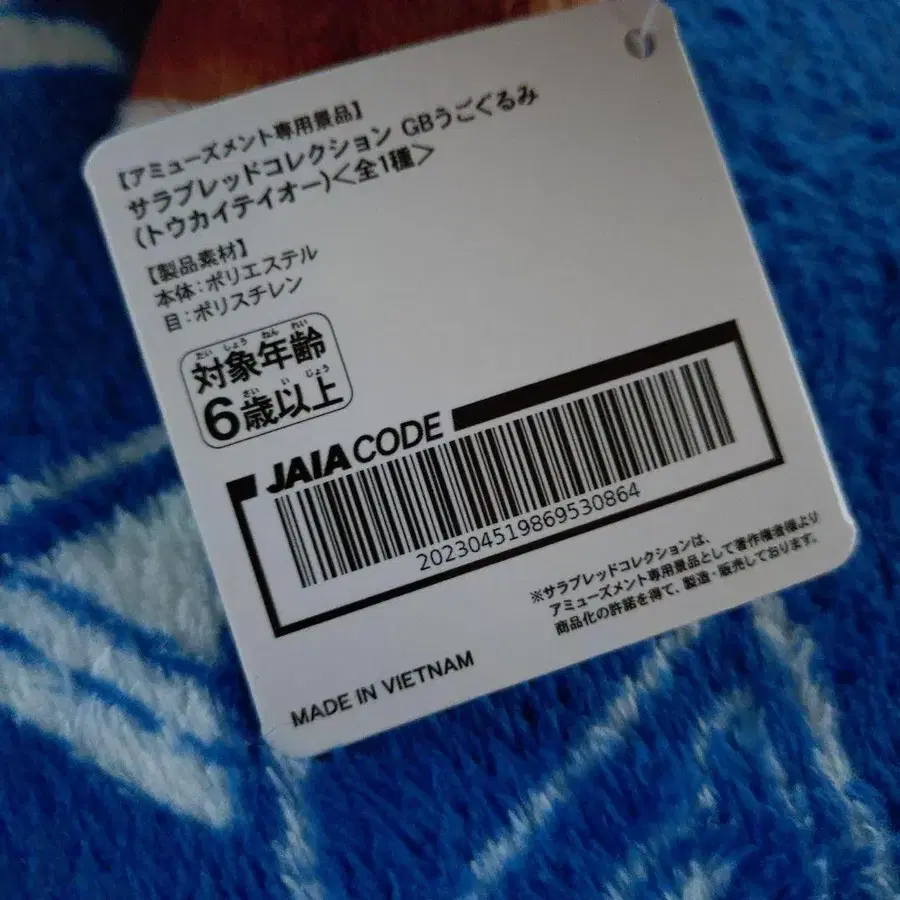 【アミューズメント専用景品】
サラブレッドコレクション GBうごぐるみ
(トウカイテイオー)<全1種>
【製品素材】
本体：ポリエステル
目：ポリスチレン
たいしょう ねん れい
対象年齢
さい い じょう
6歳以上
JAIA CODE
202304519869530864
※サラブレッドコレクションは、
アミューズメント専用景品として著作権者様より
商品化の許諾を得て、製造・販売しております。
MADE IN VIETNAM